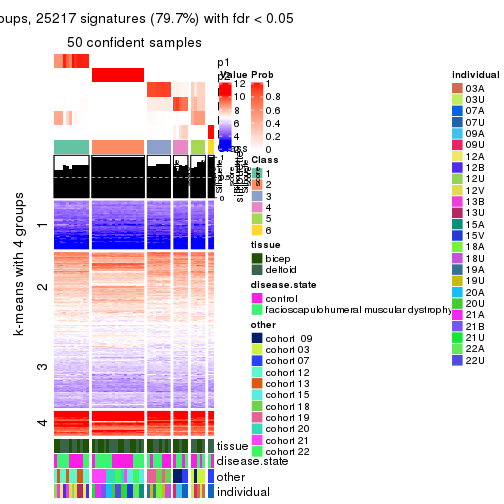 oups, 25217 signatures (79.7%) with fdr < 0.05
50 confident samples
k-means with 4 groups
1
2
3
4
p1
Value
12
10
8
6
4
2
0
Prob
1
0.8
0.6
0.4
0.2
0
Class
1
2
3
4
5
6
tissue
bicep
deltoid
disease.state
control
facioscapulohumeral muscular dystrophy
other
cohort 09
cohort 03
cohort 07
cohort 12
cohort 13
cohort 15
cohort 18
cohort 19
cohort 20
cohort 21
cohort 22
individual
03A
03U
07A
07U
09A
09U
12A
12B
12U
12V
13B
13U
15A
15V
18A
18U
19A
19U
20A
20U
21A
21B
21U
22A
22U
tissue
disease.state
other
individual